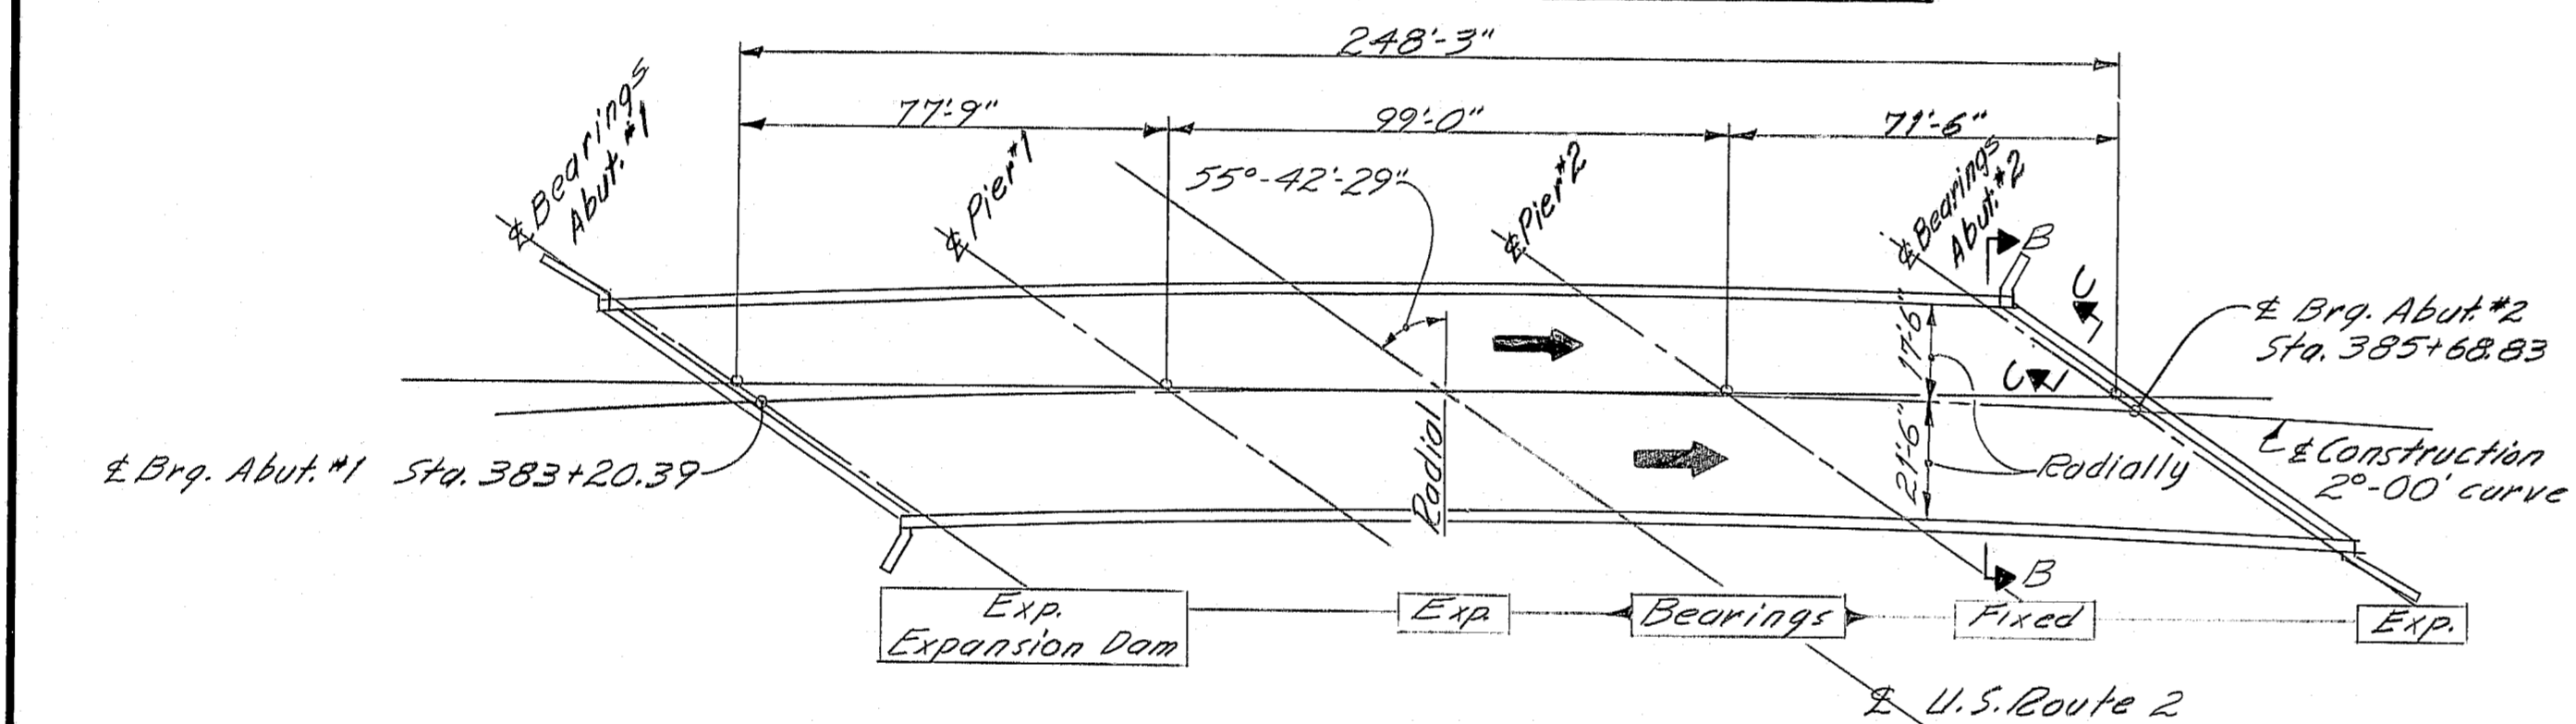 248'-3"
77'-9"
99'-0"
71'-6"
℄ Bearings
Abut. #1
℄ Pier #1
55°-42'-29"
℄ Pier #2
℄ Bearings
Abut. #2
B
C
17'-6"
℄ Brg. Abut. #2
Sta. 385+68.83
C
℄ Brg. Abut. #1 Sta. 383+20.39
Radial
21'-6"
Radially
℄ Construction
2°-00' curve
B
Exp.
Expansion Dam
Exp.
Bearings
Fixed
Exp.
℄ U.S. Route 2